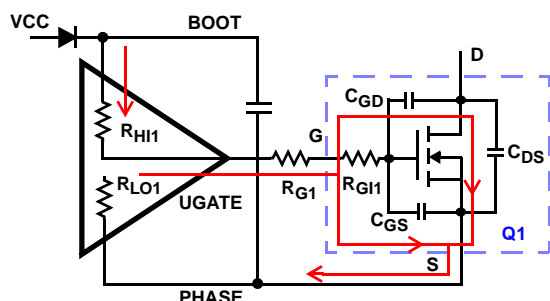 VCC
BOOT
D
CGD
RHI1
G
CDS
RLO1
RG1
RGI1
UGATE
CGS
Q1
S
PHASE